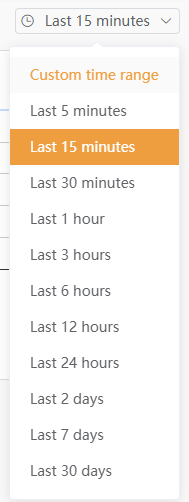 Last 15 minutes
Custom time range
Last 5 minutes
Last 15 minutes
Last 30 minutes
Last 1 hour
Last 3 hours
Last 6 hours
Last 12 hours
Last 24 hours
Last 2 days
Last 7 days
Last 30 days